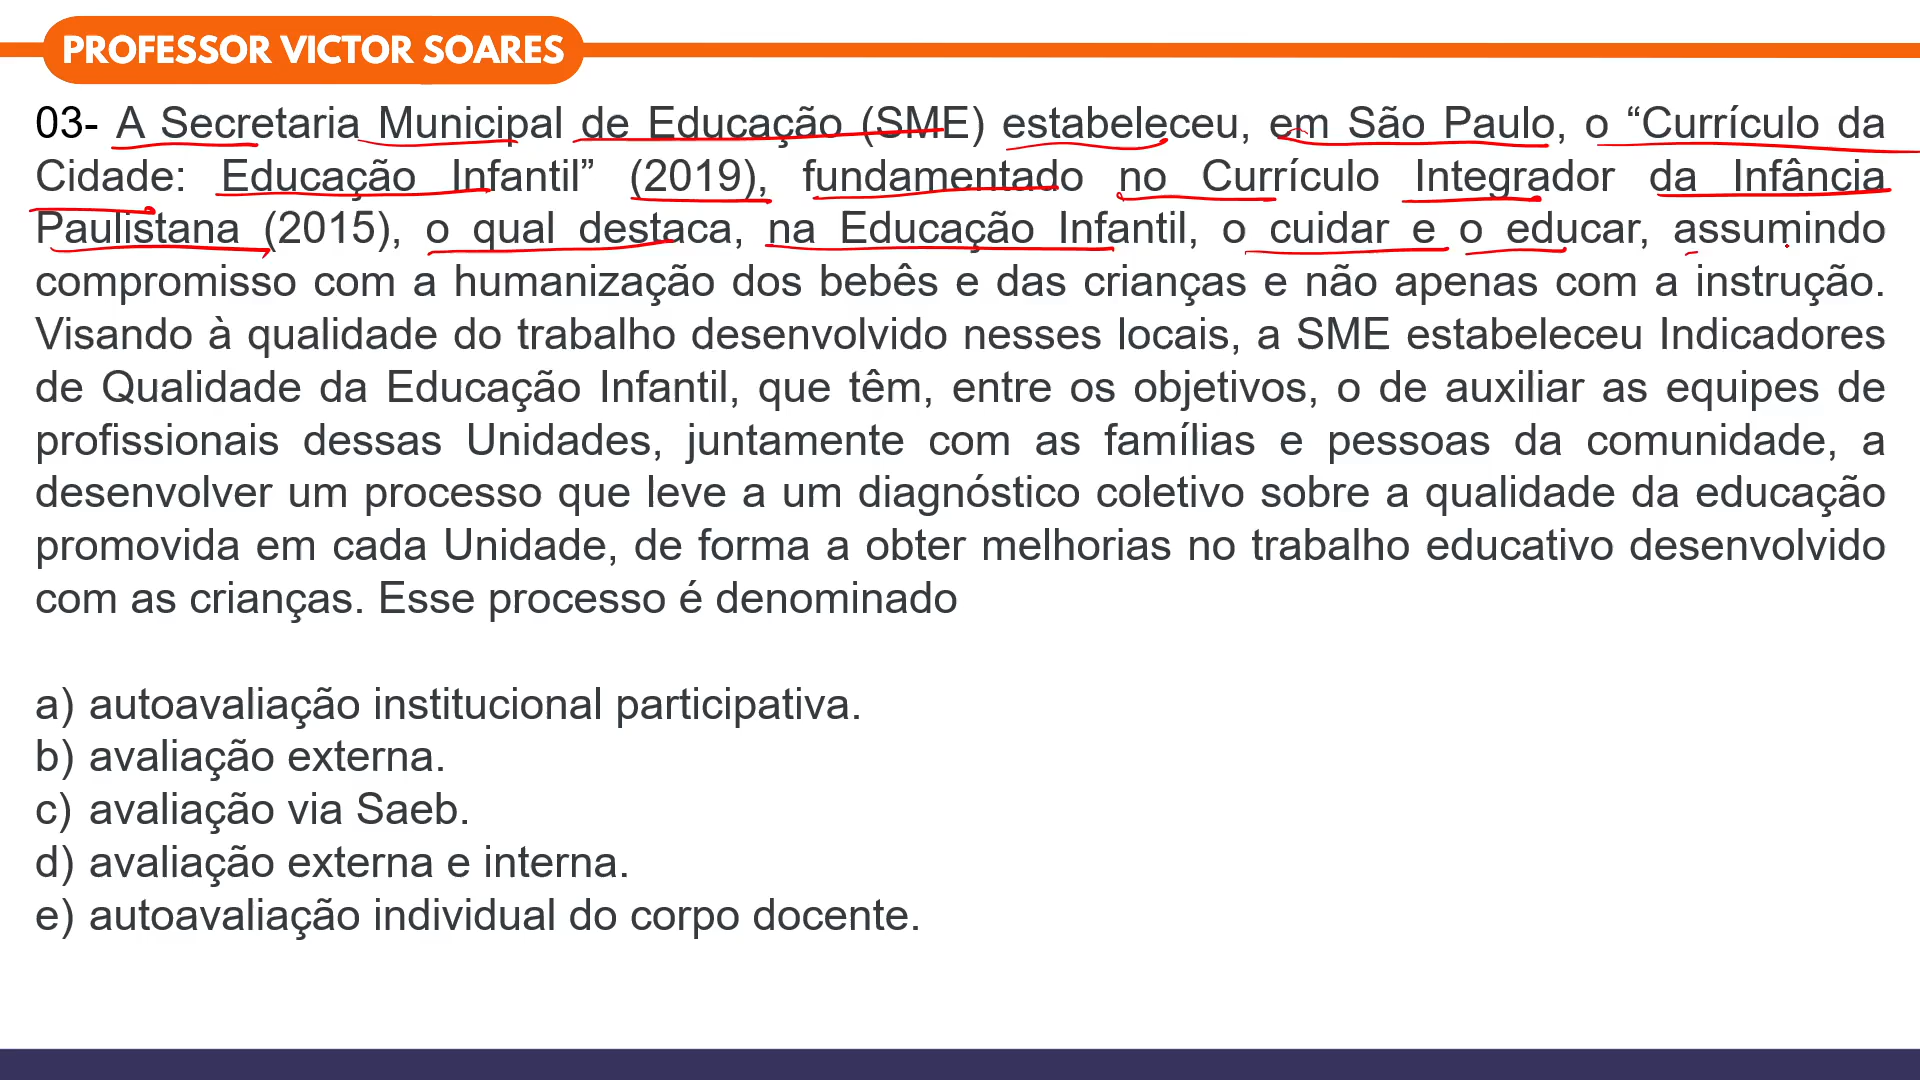 PROFESSOR VICTOR SOARES
03- A Secretaria Municipal de Educação (SME) estabeleceu, em São Paulo, o “Currículo da
Cidade: Educação Infantil” (2019), fundamentado no Currículo Integrador da Infância
Paulistana (2015), o qual destaca, na Educação Infantil, o cuidar e o educar, assumindo
compromisso com a humanização dos bebês e das crianças e não apenas com a instrução.
Visando à qualidade do trabalho desenvolvido nesses locais, a SME estabeleceu Indicadores
de Qualidade da Educação Infantil, que têm, entre os objetivos, o de auxiliar as equipes de
profissionais dessas Unidades, juntamente com as famílias e pessoas da comunidade, a
desenvolver um processo que leve a um diagnóstico coletivo sobre a qualidade da educação
promovida em cada Unidade, de forma a obter melhorias no trabalho educativo desenvolvido
com as crianças. Esse processo é denominado
a) autoavaliação institucional participativa.
b) avaliação externa.
c) avaliação via Saeb.
d) avaliação externa e interna.
e) autoavaliação individual do corpo docente.